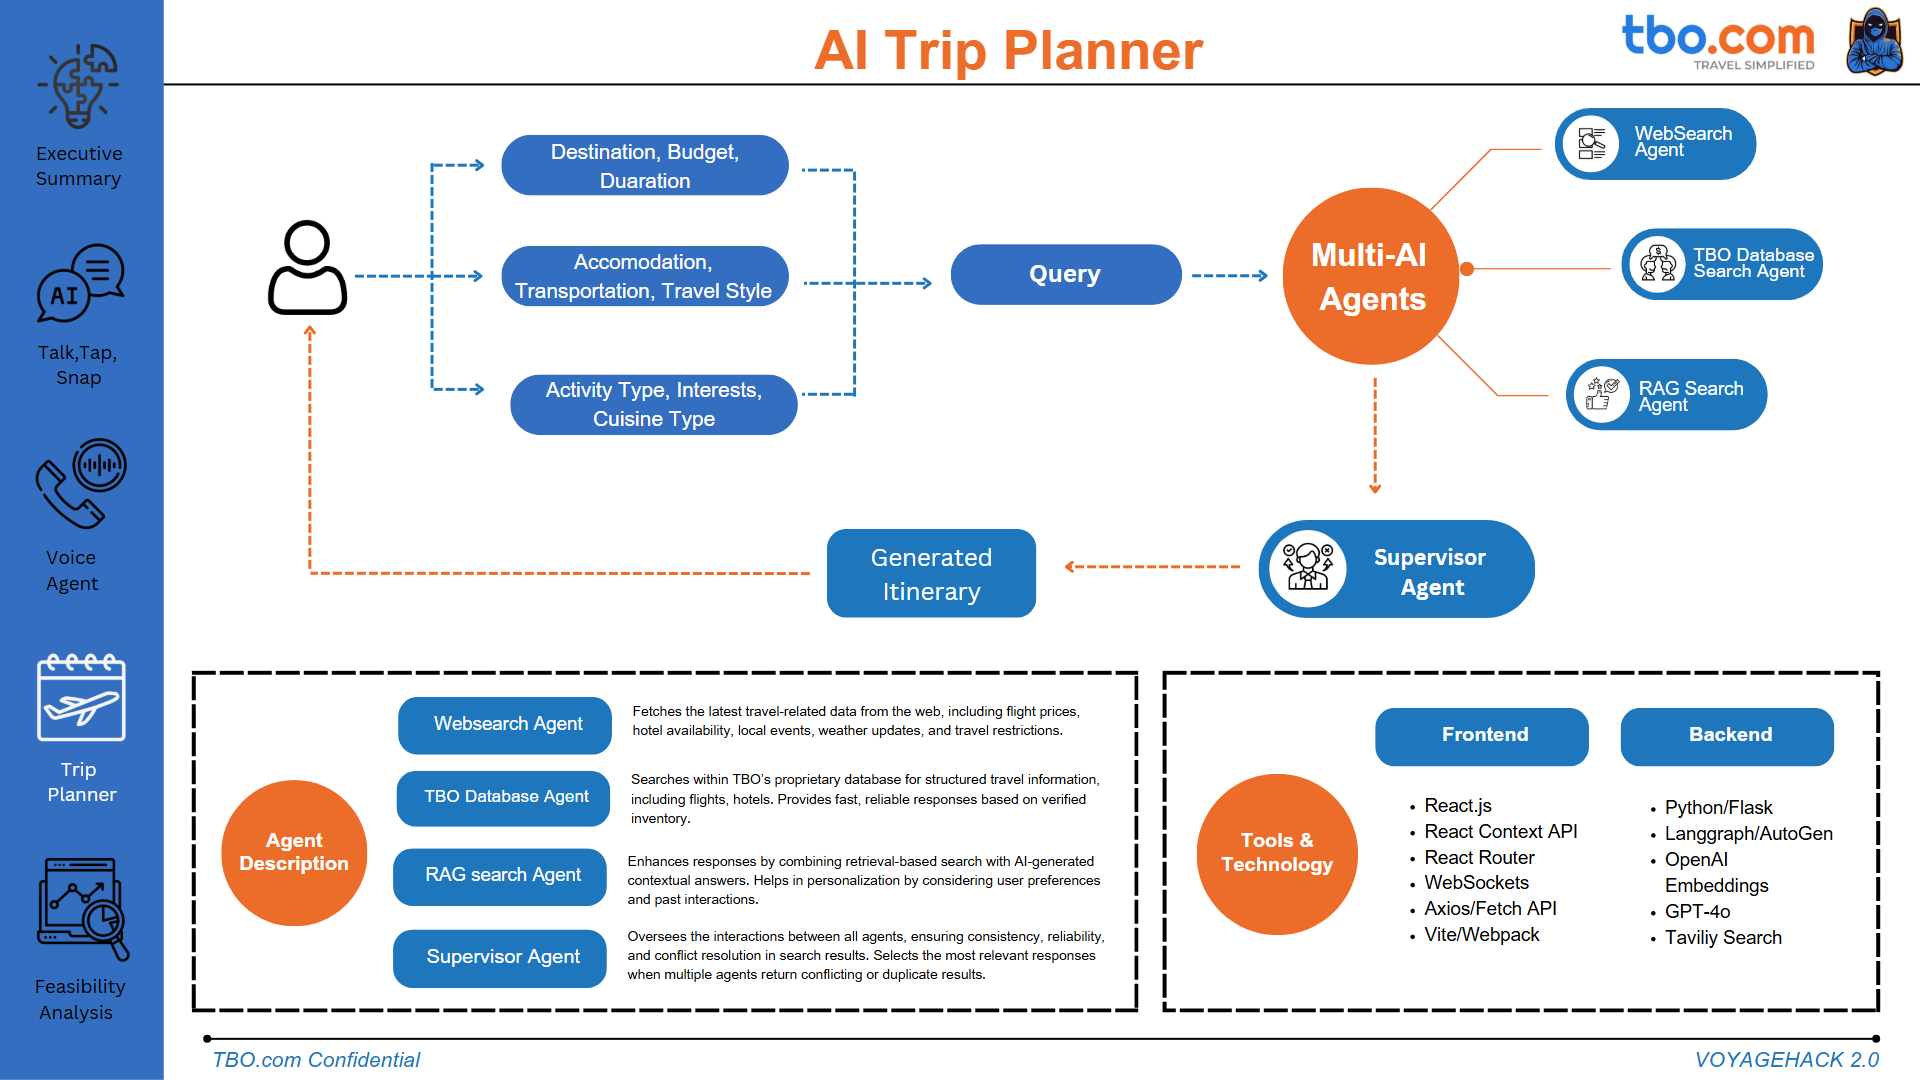 AI Trip Planner
tbo.com
TRAVEL SIMPLIFIED
Executive
Summary
Talk,Tap,
Snap
AI
Voice
Agent
Trip
Planner
Feasibility
Analysis
Destination, Budget,
Duaration
Accomodation,
Transportation, Travel Style
Activity Type, Interests,
Cuisine Type
Query
Multi-AI
Agents
WebSearch
Agent
TBO Database
Search Agent
RAG Search
Agent
Supervisor
Agent
Generated
Itinerary
Agent
Description
Websearch Agent
Fetches the latest travel-related data from the web, including flight prices,
hotel availability, local events, weather updates, and travel restrictions.
TBO Database Agent
Searches within TBO's proprietary database for structured travel information,
including flights, hotels. Provides fast, reliable responses based on verified
inventory.
RAG search Agent
Enhances responses by combining retrieval-based search with AI-generated
contextual answers. Helps in personalization by considering user preferences
and past interactions.
Supervisor Agent
Oversees the interactions between all agents, ensuring consistency, reliability,
and conflict resolution in search results. Selects the most relevant responses
when multiple agents return conflicting or duplicate results.
Tools &
Technology
Frontend
• React.js
• React Context API
• React Router
• WebSockets
• Axios/Fetch API
• Vite/Webpack
Backend
• Python/Flask
• Langgraph/AutoGen
• OpenAI
Embeddings
• GPT-4o
• Taviliy Search
TBO.com Confidential
VOYAGEHACK 2.0